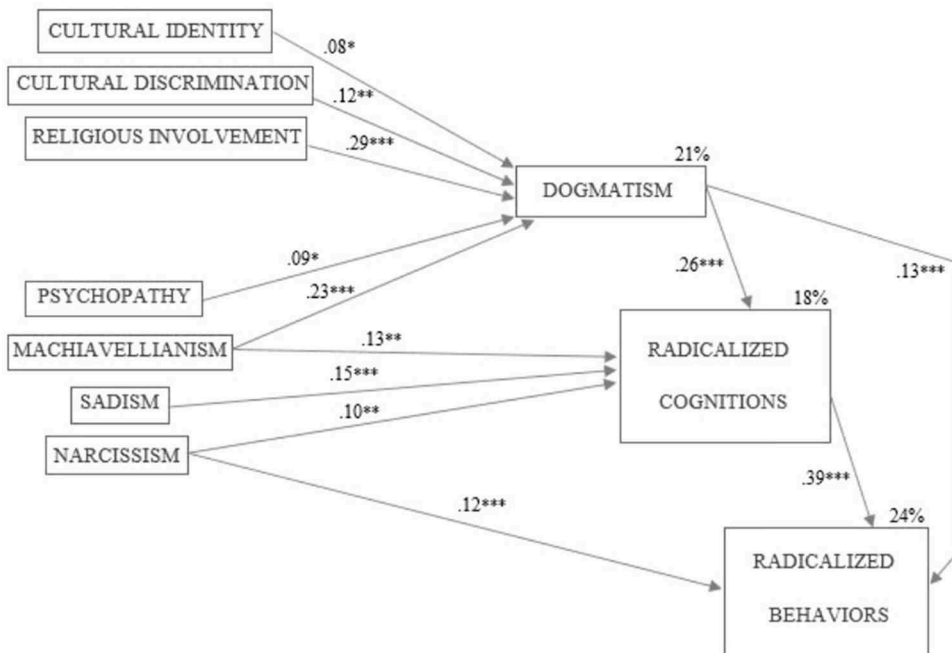 CULTURAL IDENTITY
.08*
CULTURAL DISCRIMINATION
.12**
RELIGIOUS INVOLVEMENT
.29***
21%
DOGMATISM
.09*
.26***
.13***
PSYCHOPATHY
.23***
18%
MACHIAVELLIANISM
.13**
RADICALIZED
COGNITIONS
.15***
SADISM
.10**
NARCISSISM
.39***
.12***
24%
RADICALIZED
BEHAVIORS